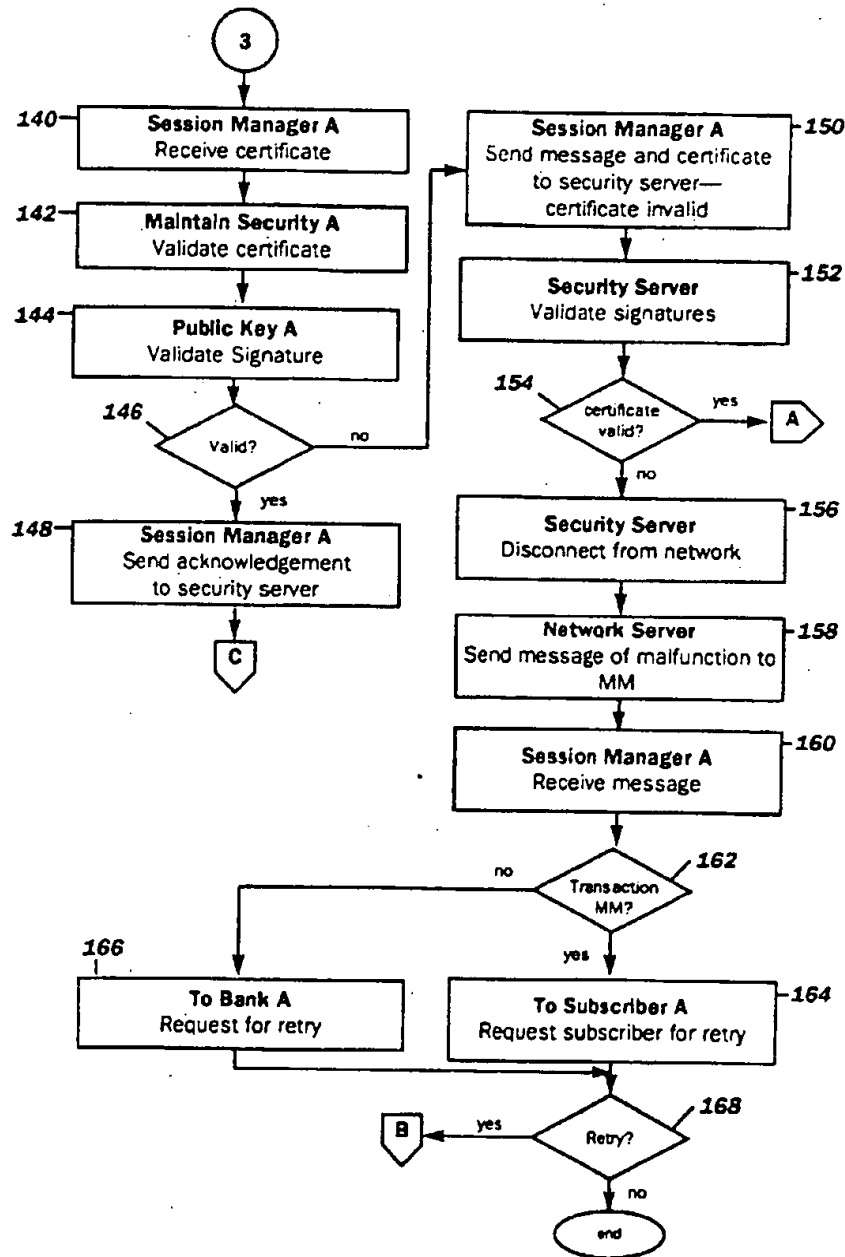 3
140
Session Manager A
Receive certificate
142
Maintain Security A
Validate certificate
144
Public Key A
Validate Signature
146
Valid?
no
yes
148
Session Manager A
Send acknowledgement
to security server
C
150
Session Manager A
Send message and certificate
to security server—
certificate invalid
152
Security Server
Validate signatures
154
certificate
valid?
yes
A
no
156
Security Server
Disconnect from network
158
Network Server
Send message of malfunction to
MM
160
Session Manager A
Receive message
162
Transaction
MM?
no
yes
166
To Bank A
Request for retry
164
To Subscriber A
Request subscriber for retry
168
Retry?
yes
B
no
end